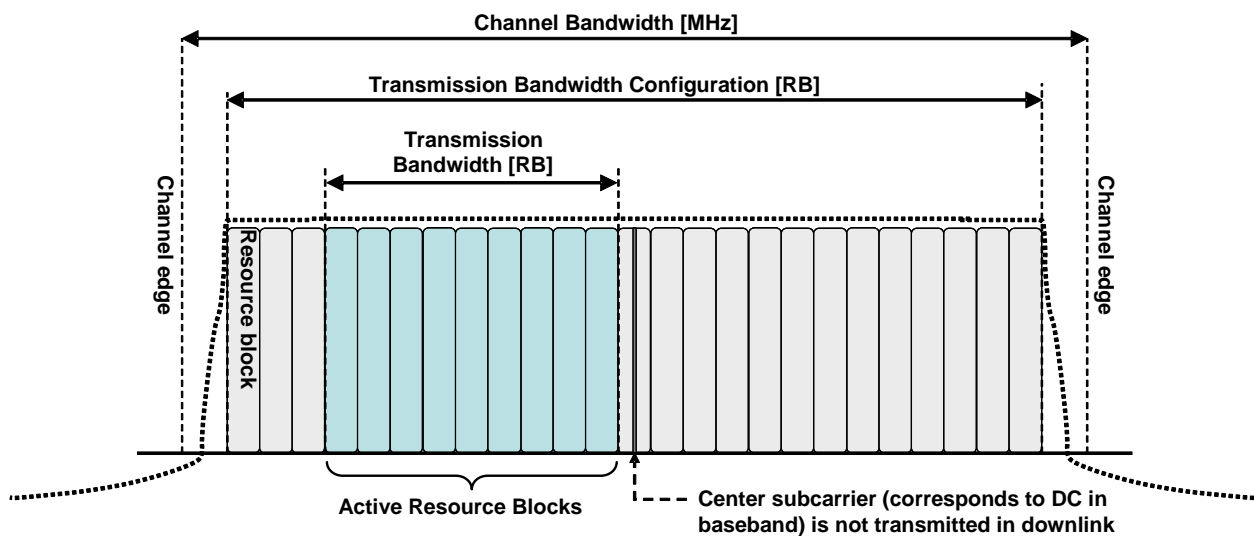 Channel Bandwidth [MHz]
Transmission Bandwidth Configuration [RB]
Transmission
Bandwidth [RB]
Channel edge
Channel edge
Resource block
Active Resource Blocks
Center subcarrier (corresponds to DC in
baseband) is not transmitted in downlink